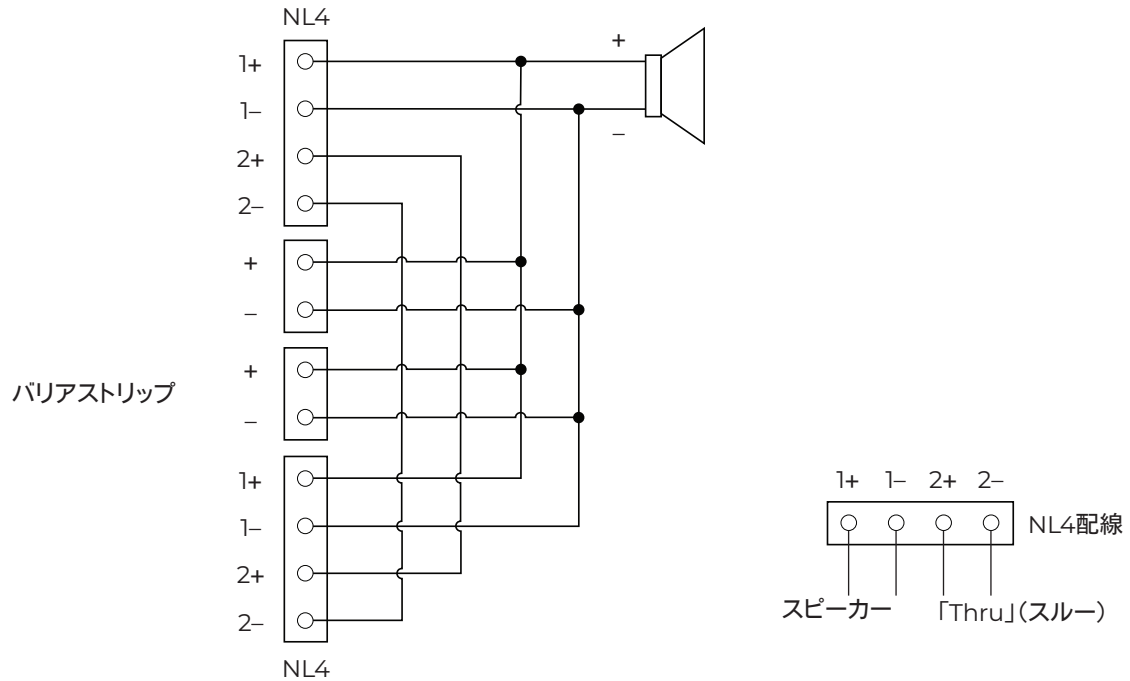 NL4
1+
1–
2+
2–
+
–
+
–
+
–
バリアストリップ
1+
1–
2+
2–
NL4
1+ 1– 2+ 2–
NL4配線
スピーカー 「Thru」(スルー)